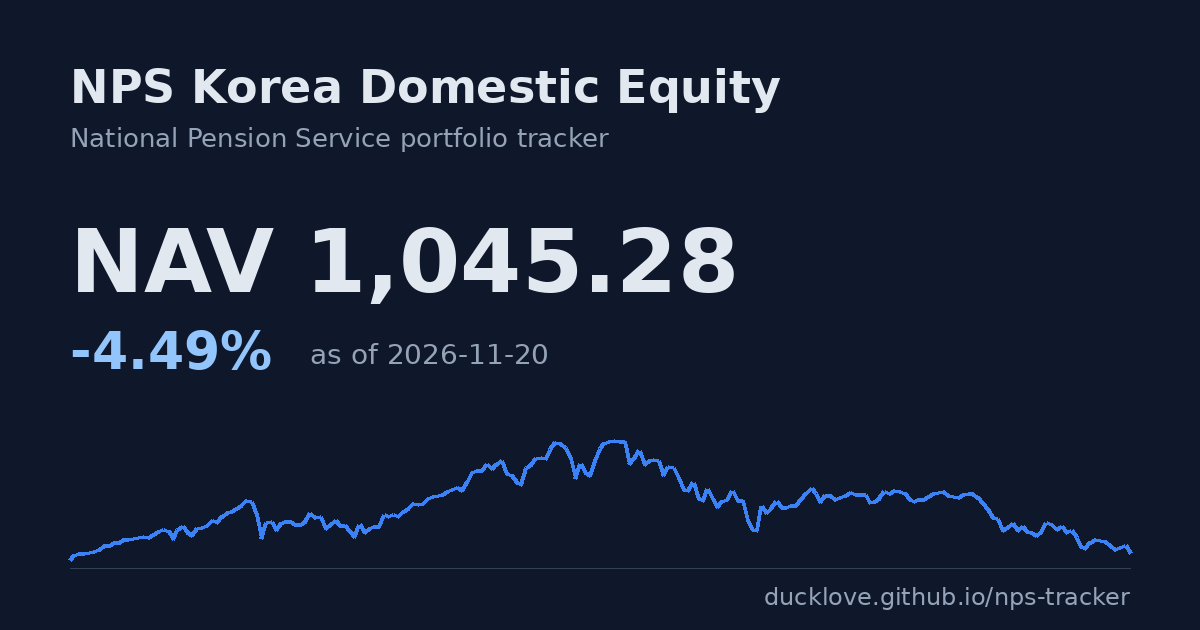 NPS Korea Domestic Equity
National Pension Service portfolio tracker
NAV 1,045.28
-4.49% as of 2026-11-20
ducklove.github.io/nps-tracker